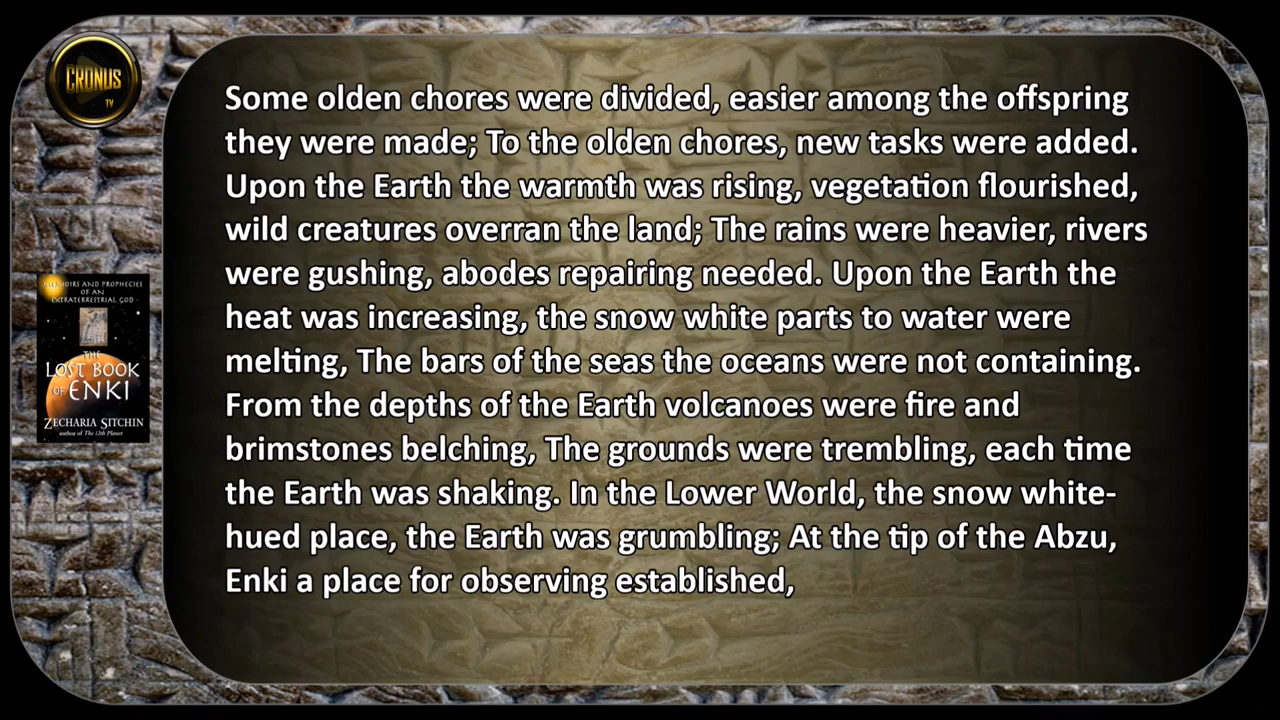 CRONUS
TV
Some olden chores were divided, easier among the offspring
they were made; To the olden chores, new tasks were added.
Upon the Earth the warmth was rising, vegetation flourished,
wild creatures overran the land; The rains were heavier, rivers
were gushing, abodes repairing needed. Upon the Earth the
heat was increasing, the snow white parts to water were
melting, The bars of the seas the oceans were not containing.
From the depths of the Earth volcanoes were fire and
brimstones belching, The grounds were trembling, each time
the Earth was shaking. In the Lower World, the snow white-
hued place, the Earth was grumbling; At the tip of the Abzu,
Enki a place for observing established,
MEMOIRS AND PROPHECIES
OF AN
EXTRATERRESTRIAL GOD
THE
LOST BOOK
OF ENKI
ZECHARIA SITCHIN
author of The 12th Planet